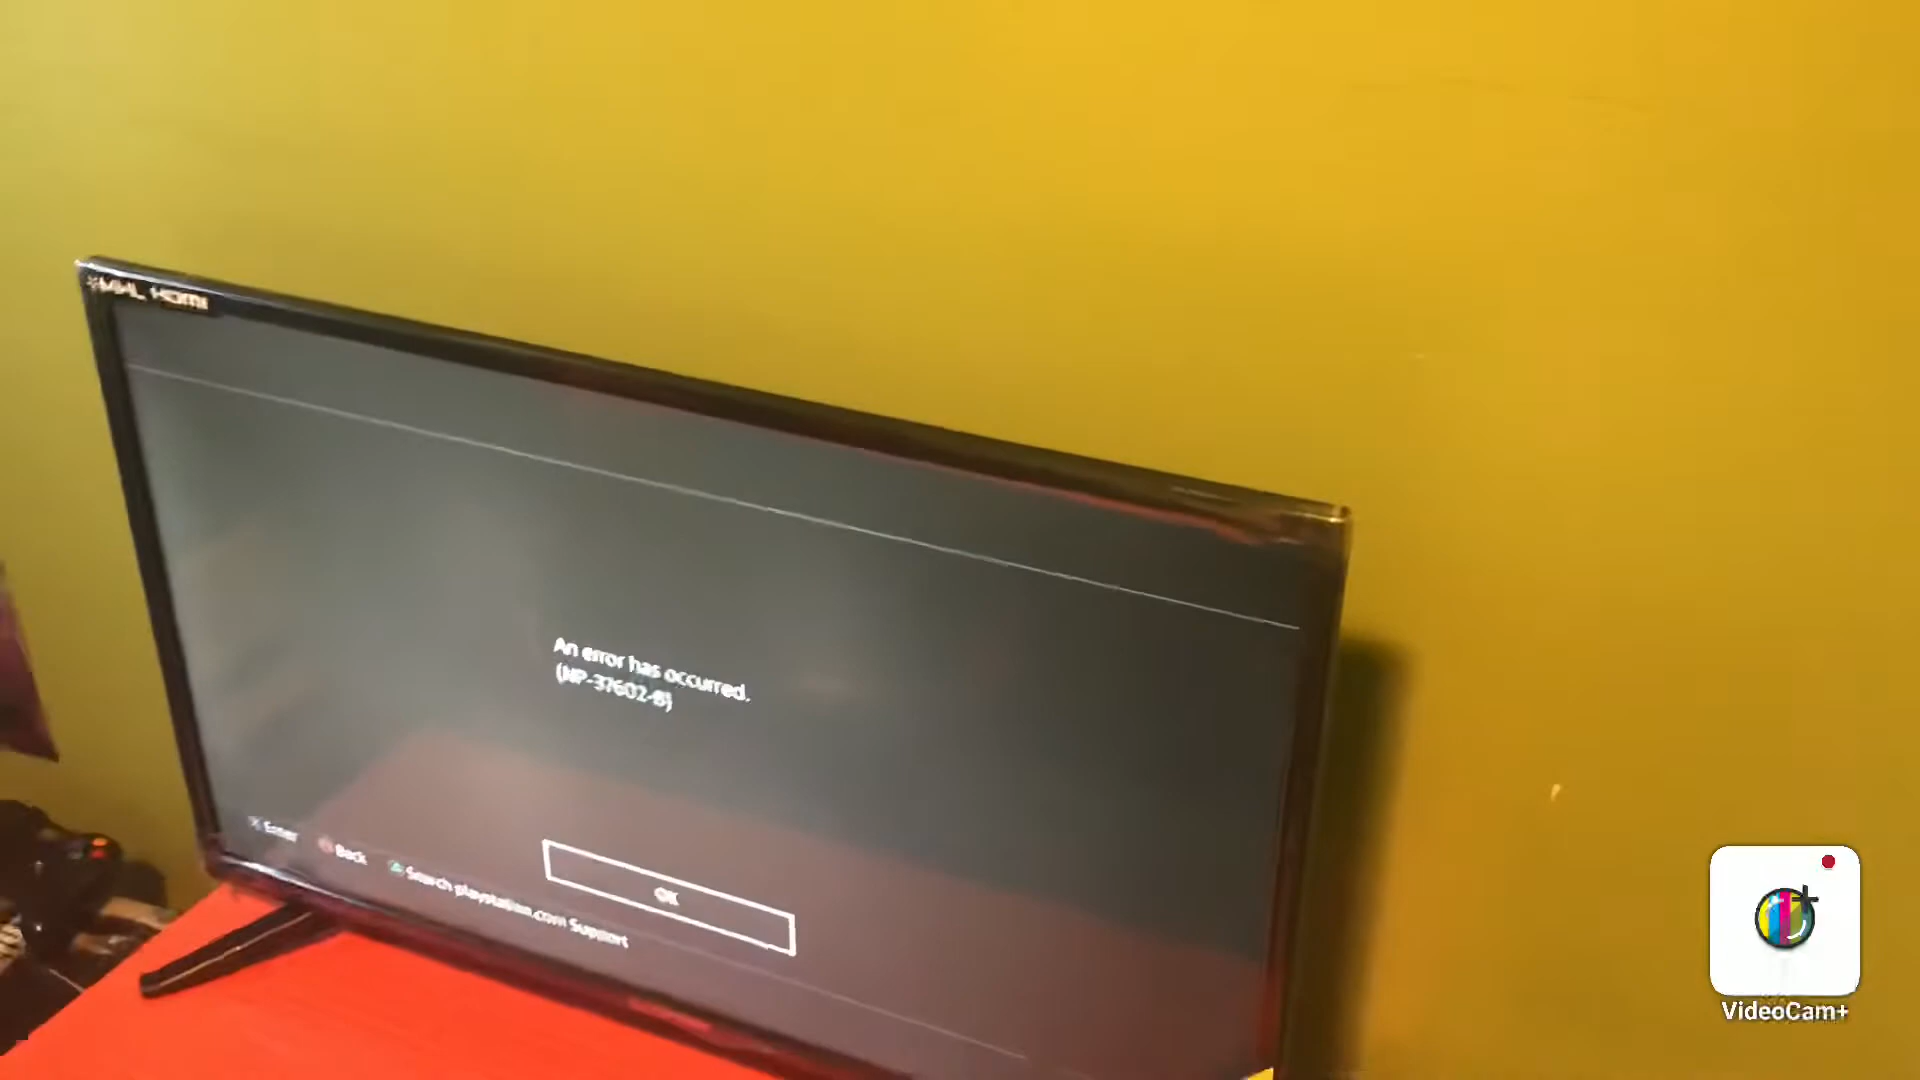 MHL HDMI
An error has occurred.
(NP-37602-8)
OK
Enter Back Search playstation.com Support
VideoCam+